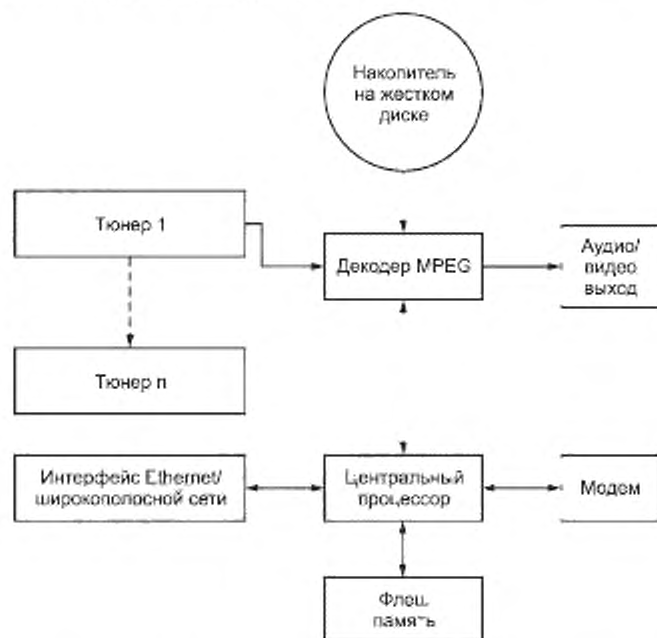 Накопитель
на жестком
диске
Тюнер 1
Декодер MPEG
Аудио/
видео
выход
Тюнер n
Интерфейс Ethernet/
широкополосной сети
Центральный
процессор
Модем
Флеш
память